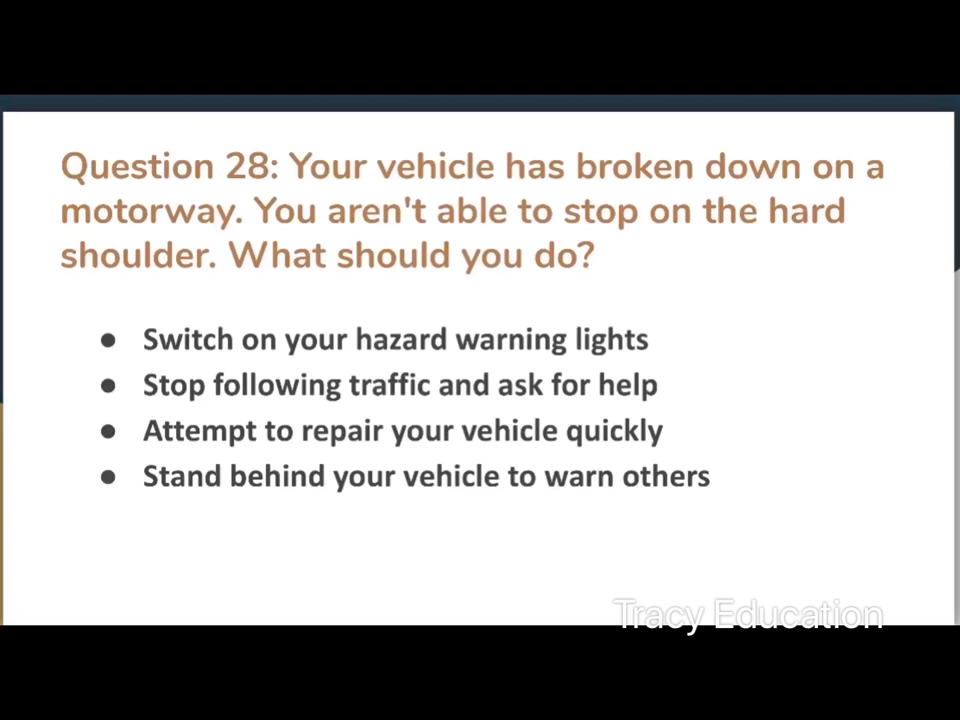 Question 28: Your vehicle has broken down on a
motorway. You aren't able to stop on the hard
shoulder. What should you do?
● Switch on your hazard warning lights
● Stop following traffic and ask for help
● Attempt to repair your vehicle quickly
● Stand behind your vehicle to warn others
Tracy Education